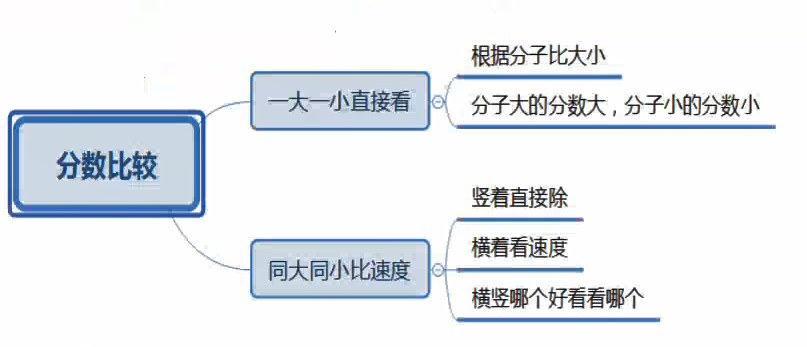 分数比较
一大一小直接看
根据分子比大小
分子大的分数大，分子小的分数小
同大同小比速度
竖着直接除
横着看速度
横竖哪个好看看哪个